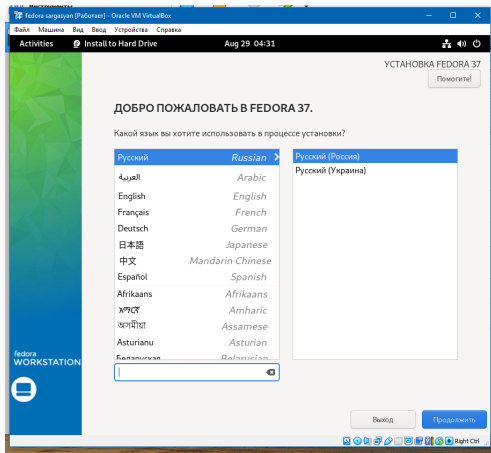 Инструменты
fedora sargasyan [Работает] - Oracle VM VirtualBox
Файл Машина Вид Ввод Устройства Справка
Activities Install to Hard Drive Aug 29 04:31
УСТАНОВКА FEDORA 37
Помогите!
ДОБРО ПОЖАЛОВАТЬ В FEDORA 37.
Какой язык вы хотите использовать в процессе установки?
Русский Russian
العربية Arabic
English English
Français French
Deutsch German
日本語 Japanese
中文 Mandarin Chinese
Español Spanish
Afrikaans Afrikaans
አማርኛ Amharic
অসমীয়া Assamese
Asturianu Asturian
Беларуская Belarusian
Русский (Россия)
Русский (Украина)
fedora
WORKSTATION
Выход
Продолжить
Right Ctrl